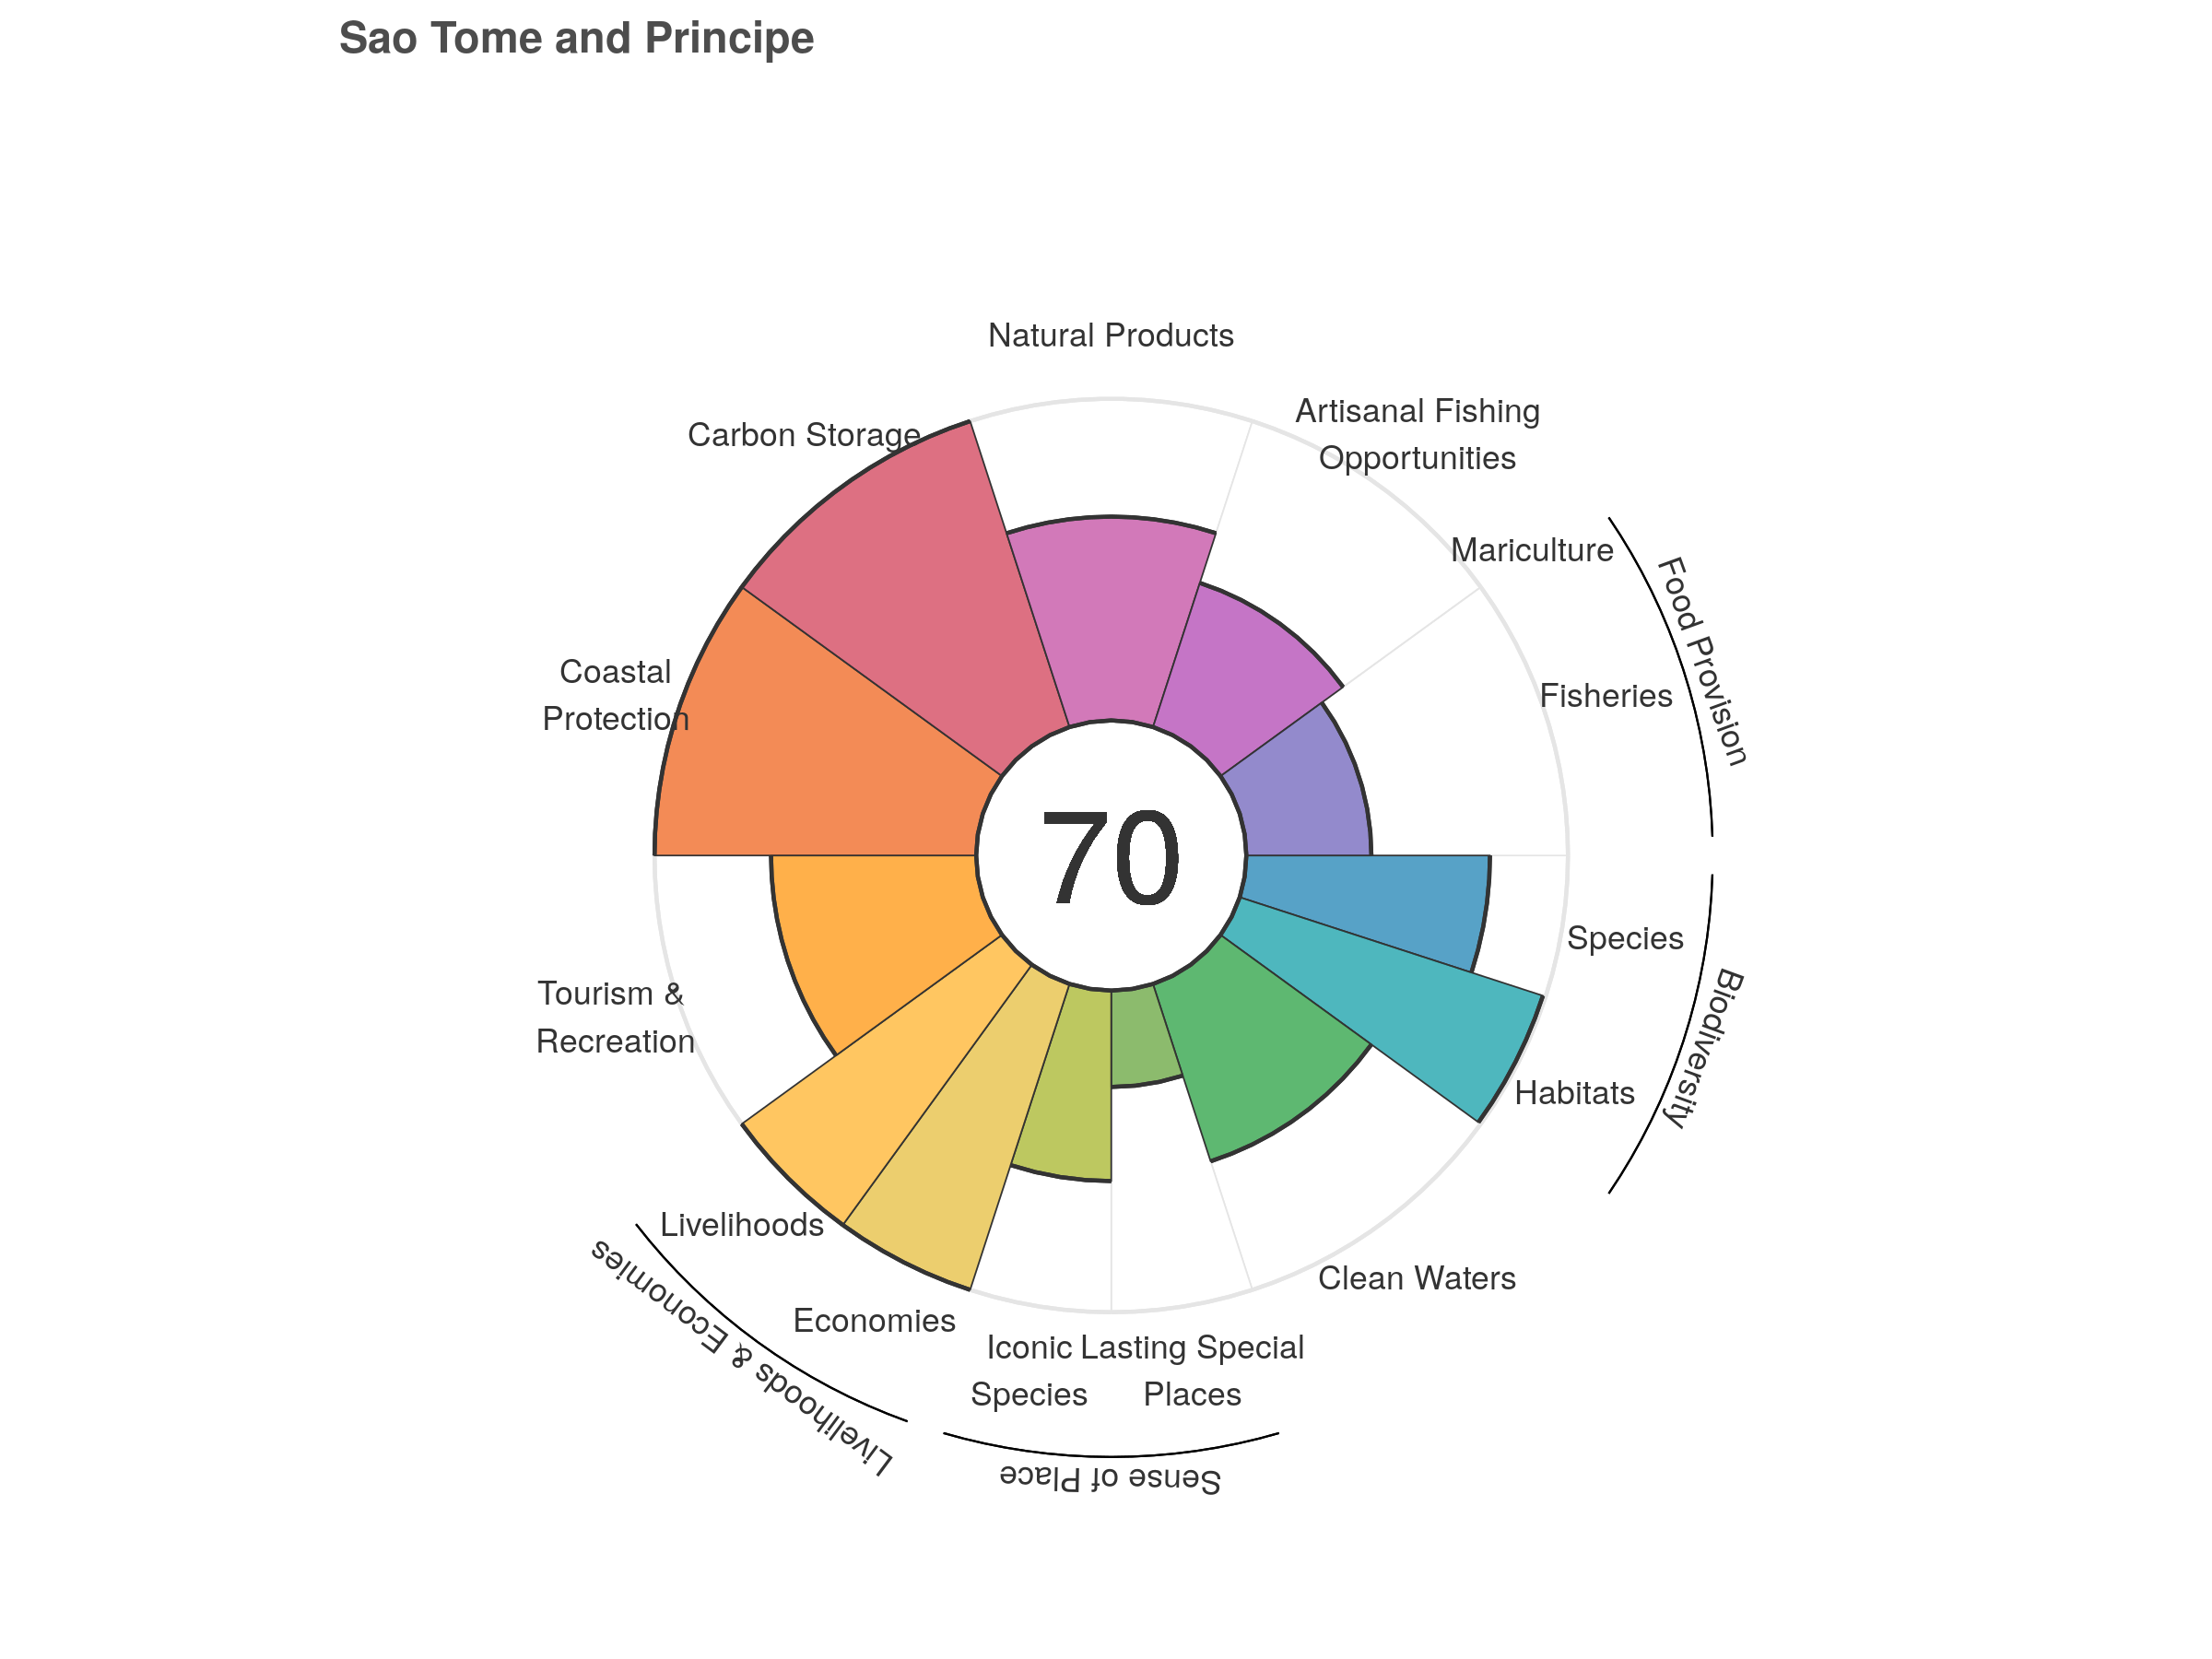 Sao Tome and Principe
Natural Products
Artisanal Fishing
Opportunities
Carbon Storage
Mariculture
Food Provision
Fisheries
Coastal
Protection
70
Species
Biodiversity
Tourism &
Recreation
Habitats
Livelihoods
Clean Waters
Livelihoods & Economies
Economies
Iconic
Species
Lasting Special
Places
Sense of Place